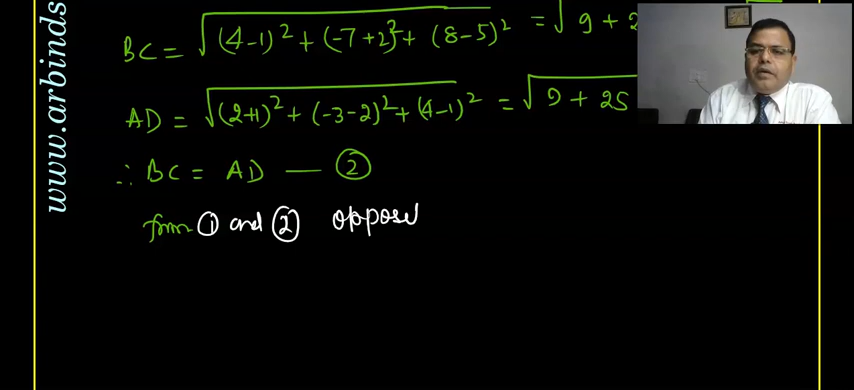 BC = √(4-1)² + (-7+2)² + (8-5)² = √9 + 2
AD = √(2+1)² + (-3-2)² + (4-1)² = √9 + 25
∴ BC = AD — ②
from ① and ② oppose
www.arbinds